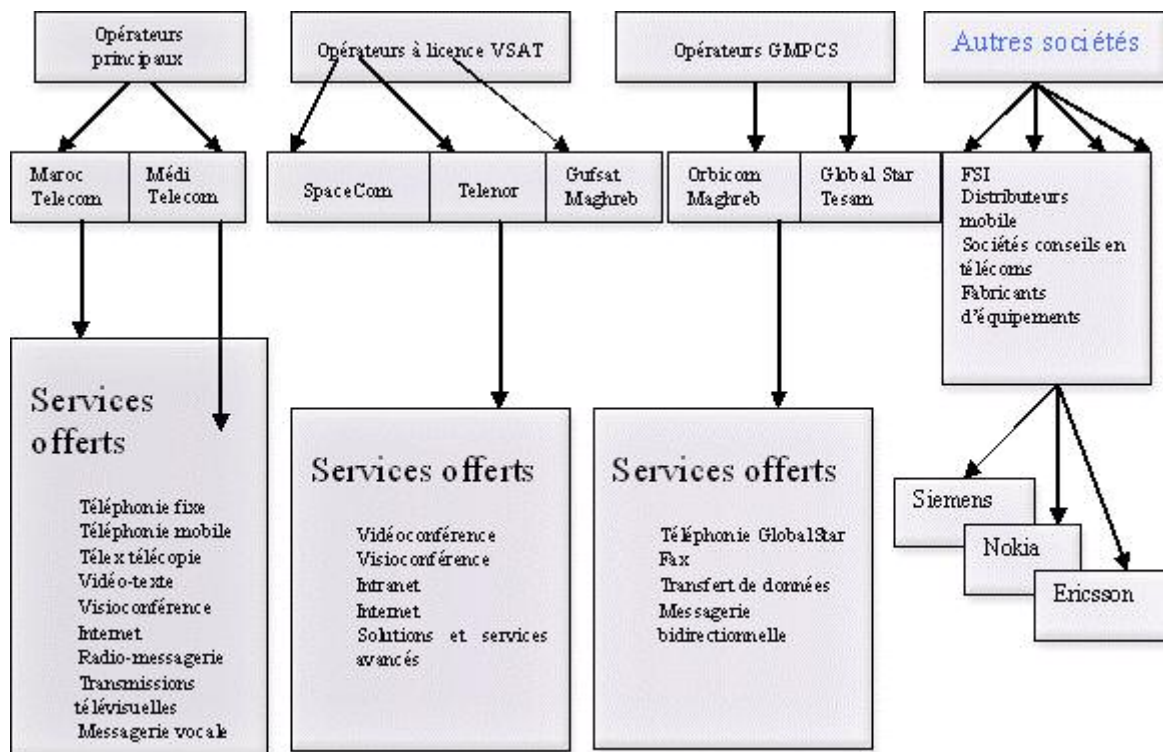 Opérateurs
principaux
Opérateurs à licence VSAT
Opérateurs GMPCS
Autres sociétés
Maroc
Telecom
Médi
Telecom
SpaceCom
Telenor
Gufsat
Maghreb
Orbicom
Maghreb
Global Star
Tesam
FSI
Distributeurs
mobile
Sociétés conseils en
télécoms
Fabricants
d'équipements
Services
offerts
Téléphonie fixe
Téléphonie mobile
Télex télécopie
Vidéo-texte
Visioconférence
Internet
Radio-messagerie
Transmissions
télévisuelles
Messagerie vocale
Services offerts
Vidéoconférence
Visioconférence
Intranet
Internet
Solutions et services
avancés
Services offerts
Téléphonie GlobalStar
Fax
Transfert de données
Messagerie
bidirectionnelle
Siemens
Nokia
Ericsson